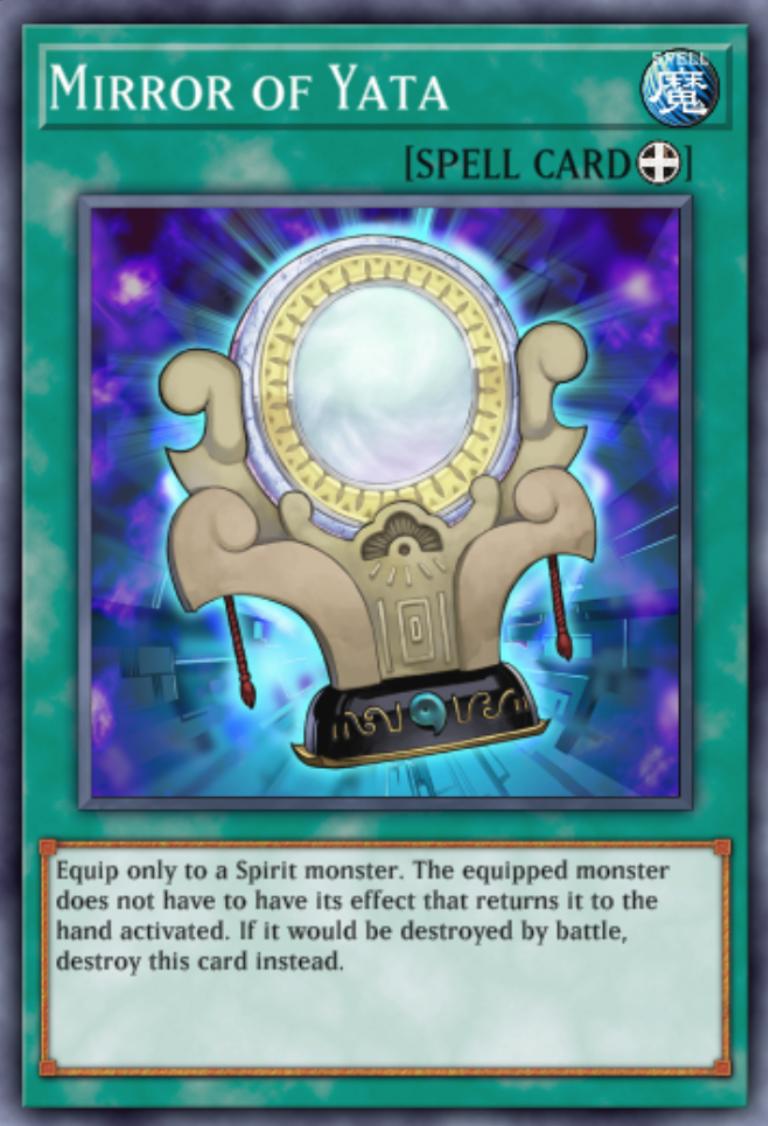 MIRROR OF YATA
SPELL
魔
[SPELL CARD]
Equip only to a Spirit monster. The equipped monster
does not have to have its effect that returns it to the
hand activated. If it would be destroyed by battle,
destroy this card instead.